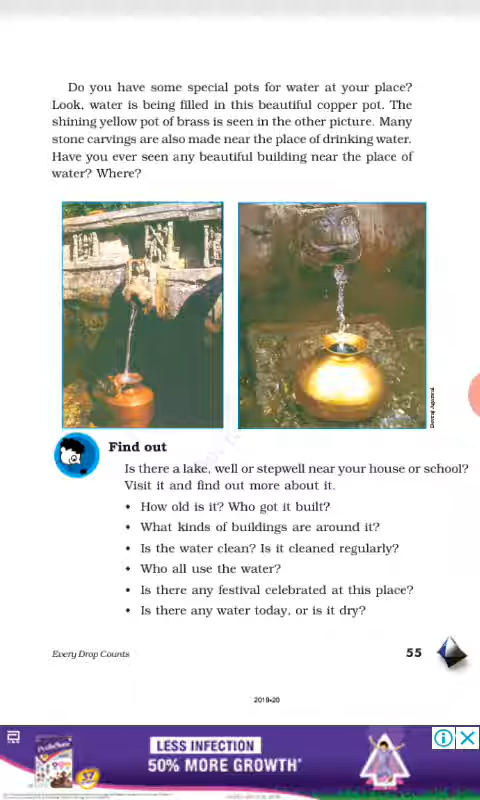 Do you have some special pots for water at your place?
Look, water is being filled in this beautiful copper pot. The
shining yellow pot of brass is seen in the other picture. Many
stone carvings are also made near the place of drinking water.
Have you ever seen any beautiful building near the place of
water? Where?
Find out
Is there a lake, well or stepwell near your house or school?
Visit it and find out more about it.
• How old is it? Who got it built?
• What kinds of buildings are around it?
• Is the water clean? Is it cleaned regularly?
• Who all use the water?
• Is there any festival celebrated at this place?
• Is there any water today, or is it dry?
Every Drop Counts
55
2019-20
LESS INFECTION
50% MORE GROWTH*